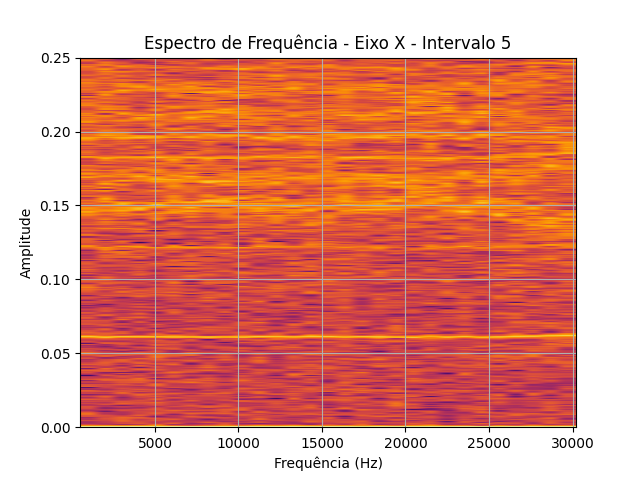 Espectro de Frequência - Eixo X - Intervalo 5
0.25
0.20
0.15
0.10
0.05
0.00
Amplitude
5000 10000 15000 20000 25000 30000
Frequência (Hz)